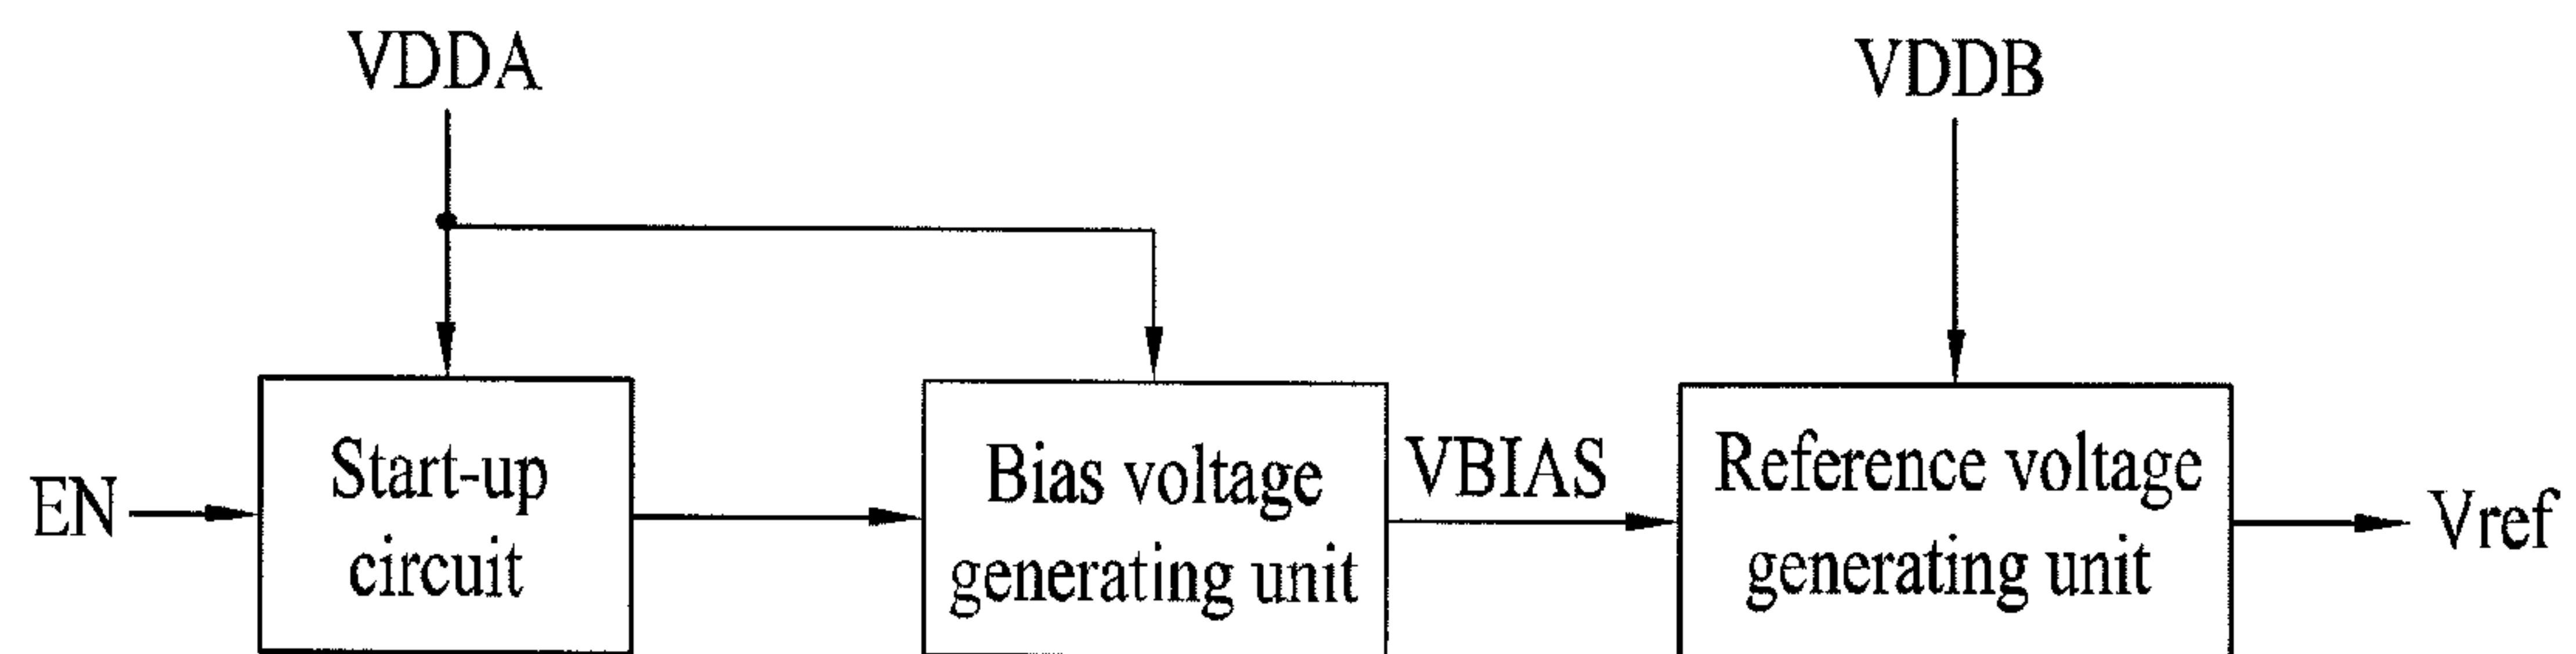 VDDA
VDDB
EN
Start-up
circuit
Bias voltage
generating unit
VBIAS
Reference voltage
generating unit
Vref